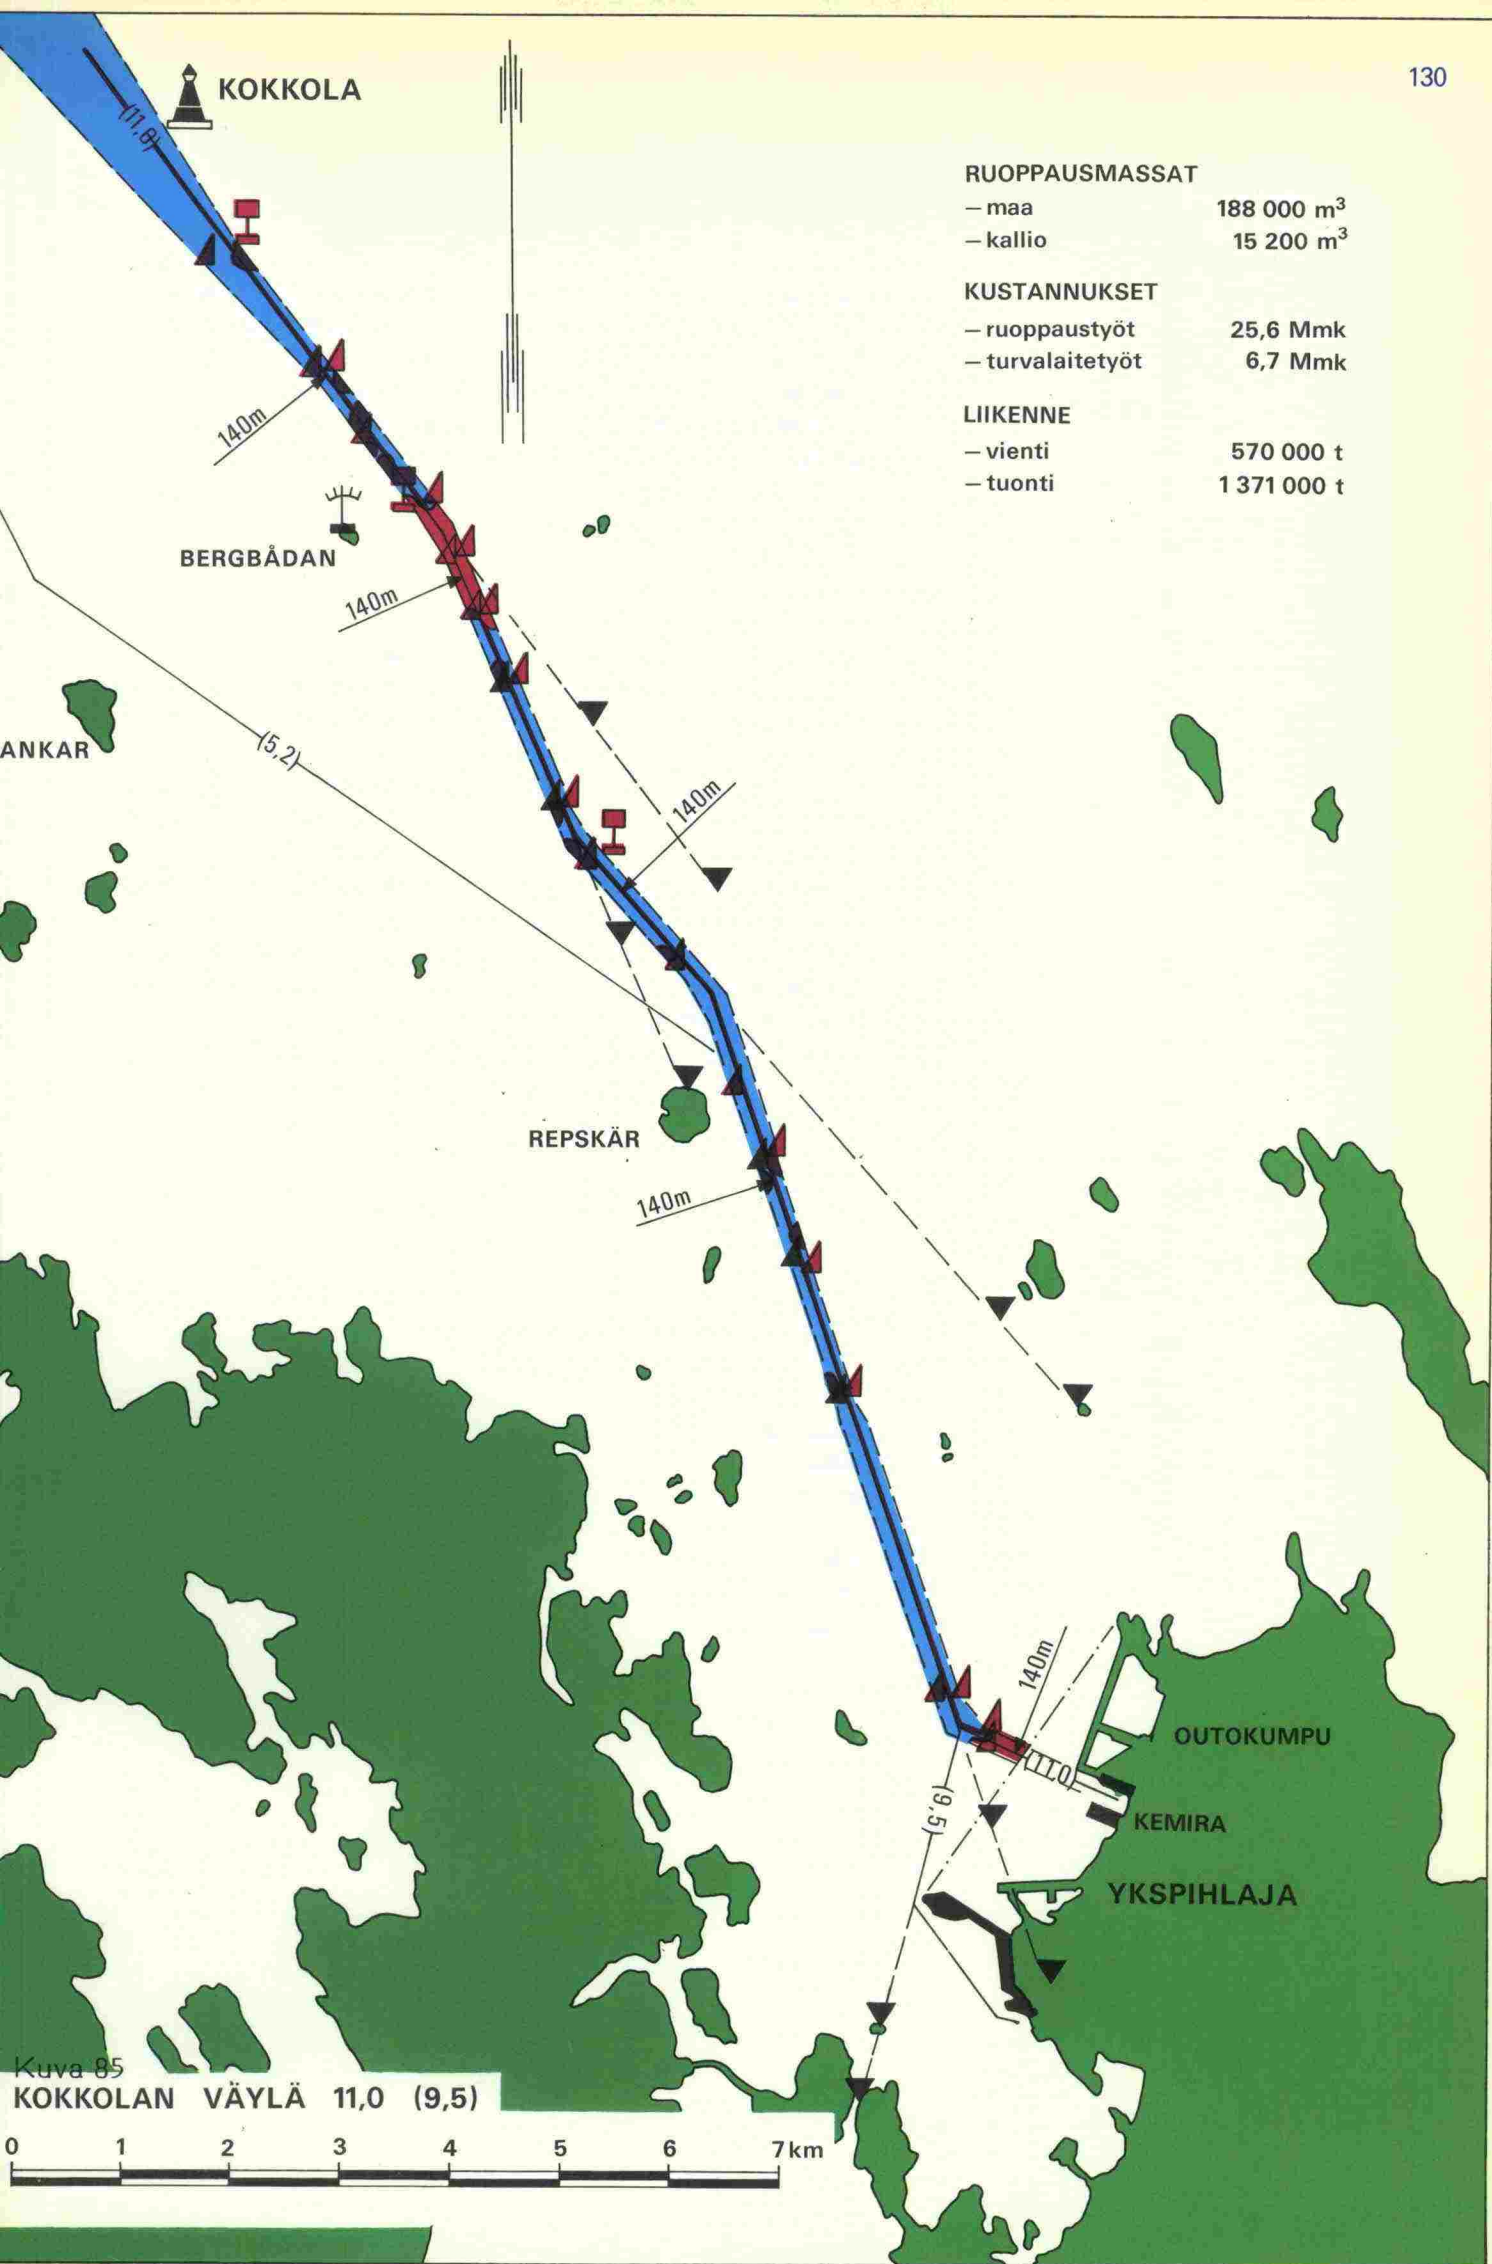 130
KOKKOLA
(11,0)
RUOPPAUSMASSAT
– maa 188 000 m³
– kallio 15 200 m³
KUSTANNUKSET
– ruoppaustyöt 25,6 Mmk
– turvalaitetyöt 6,7 Mmk
LIIKENNE
– vienti 570 000 t
– tuonti 1 371 000 t
140m
BERGBÅDAN
140m
ANKAR
(5,2)
140m
REPSKÄR
140m
140m
OUTOKUMPU
(11,0)
KEMIRA
(9,5)
YKSPIHLAJA
Kuva 85
KOKKOLAN VÄYLÄ 11,0 (9,5)
0 1 2 3 4 5 6 7 km